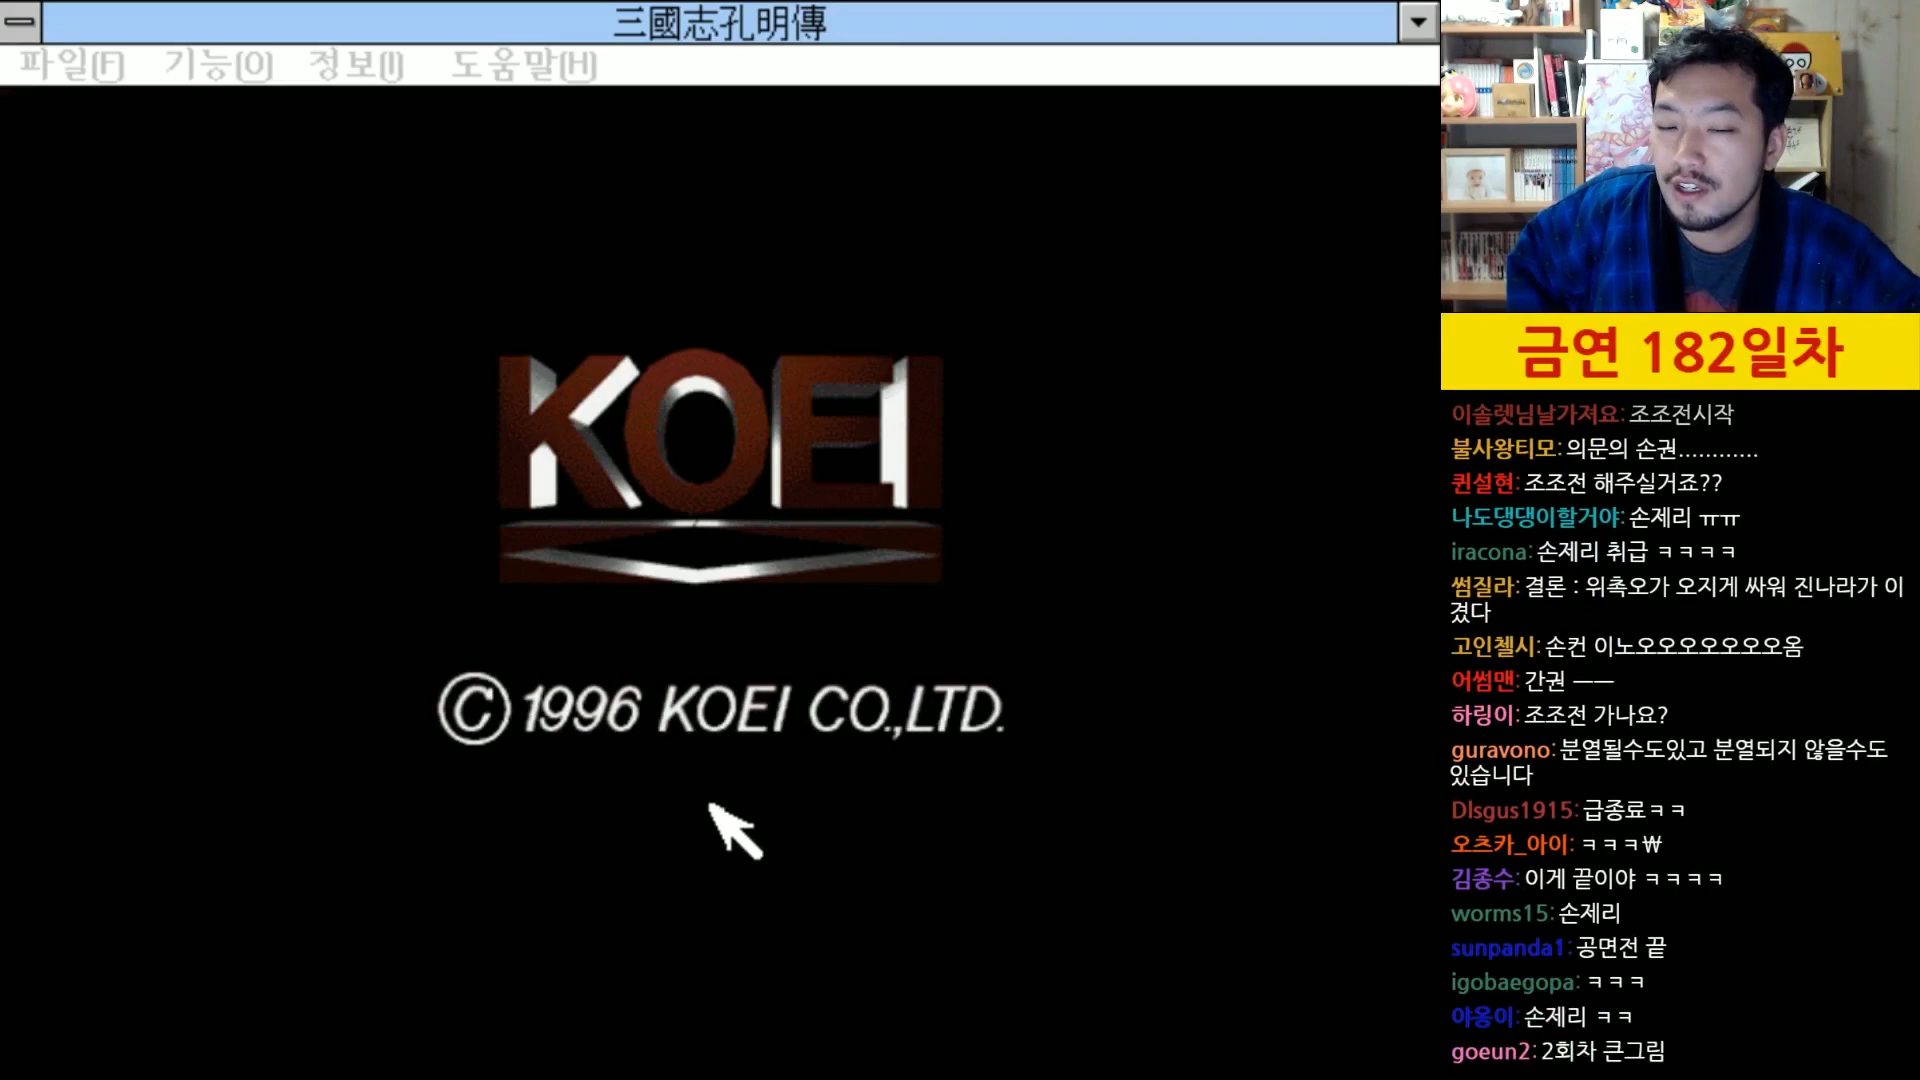 三國志孔明傳
파일(F) 기능(O) 정보(I) 도움말(H)
KOEI
©1996 KOEI CO.,LTD.
금연 182일차
이솔렛님날가져요: 조조전시작
불사왕티모: 의문의 손권............
퀸설현: 조조전 해주실거죠??
나도댕댕이할거야: 손제리 ㅠㅠ
iracona: 손제리 취급 ㅋㅋㅋㅋ
썸질라: 결론 : 위촉오가 오지게 싸워 진나라가 이
겼다
고인첼시: 손컨 이노오오오오오오오옴
어썸맨: 간권 ㅡㅡ
하링이: 조조전 가나요?
guravono: 분열될수도있고 분열되지 않을수도
있습니다
Dlsgus1915: 급종료ㅋㅋ
오츠카_아이: ㅋㅋㅋ₩
김종수: 이게 끝이야 ㅋㅋㅋㅋ
worms15: 손제리
sunpanda1: 공면전 끝
igobaegopa: ㅋㅋㅋ
야옹이: 손제리 ㅋㅋ
goeun2: 2회차 큰그림